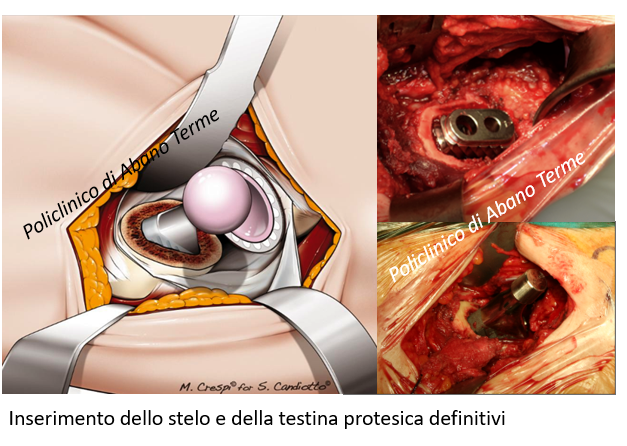 Policlinico di Abano Terme
Policlinico di Abano Terme
M. Crespi© for S. Candiotto©
Inserimento dello stelo e della testina protesica definitivi